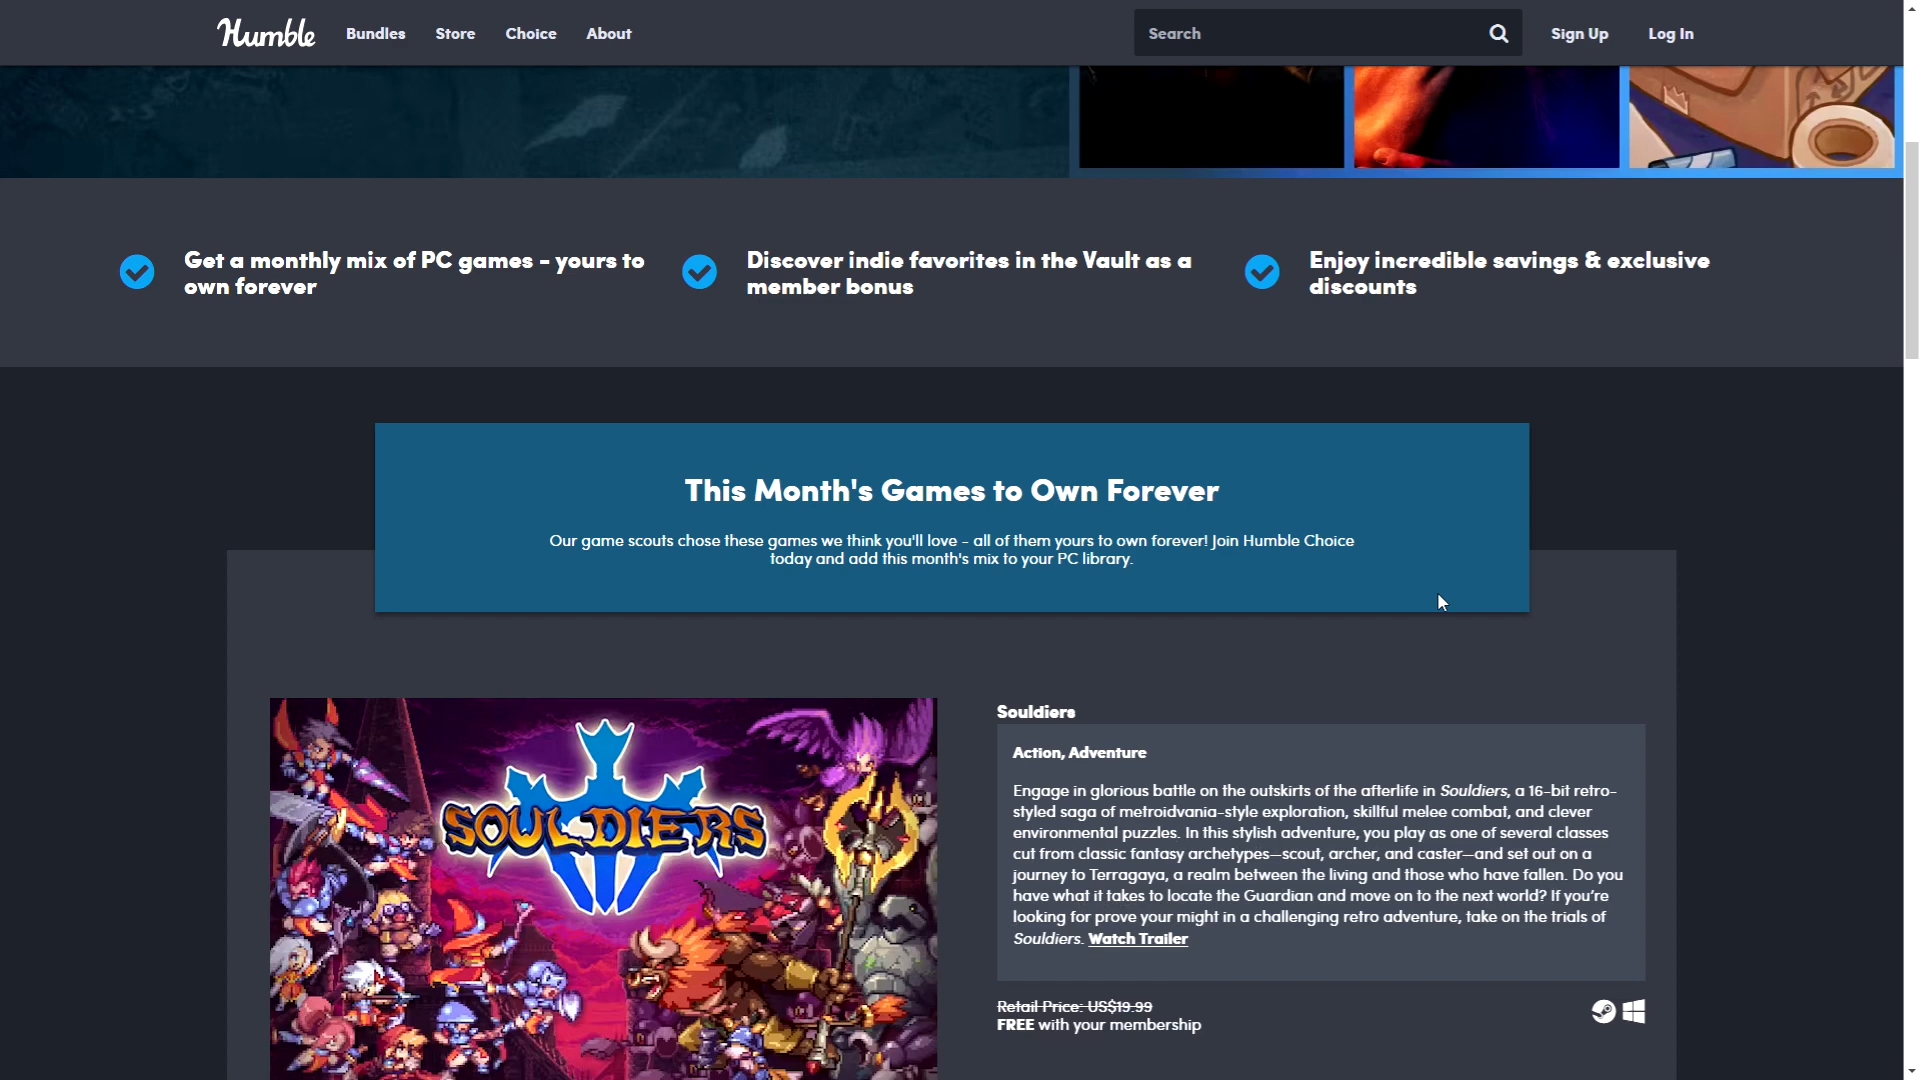 Humble Bundles Store Choice About Search Sign Up Log In
Get a monthly mix of PC games - yours to
own forever
Discover indie favorites in the Vault as a
member bonus
Enjoy incredible savings & exclusive
discounts
This Month's Games to Own Forever
Our game scouts chose these games we think you'll love - all of them yours to own forever! Join Humble Choice
today and add this month's mix to your PC library.
SOULDIERS
Souldiers
Action, Adventure
Engage in glorious battle on the outskirts of the afterlife in Souldiers, a 16-bit retro-
styled saga of metroidvania-style exploration, skillful melee combat, and clever
environmental puzzles. In this stylish adventure, you play as one of several classes
cut from classic fantasy archetypes—scout, archer, and caster—and set out on a
journey to Terragaya, a realm between the living and those who have fallen. Do you
have what it takes to locate the Guardian and move on to the next world? If you’re
looking for prove your might in a challenging retro adventure, take on the trials of
Souldiers. Watch Trailer
Retail Price: US$19.99
FREE with your membership